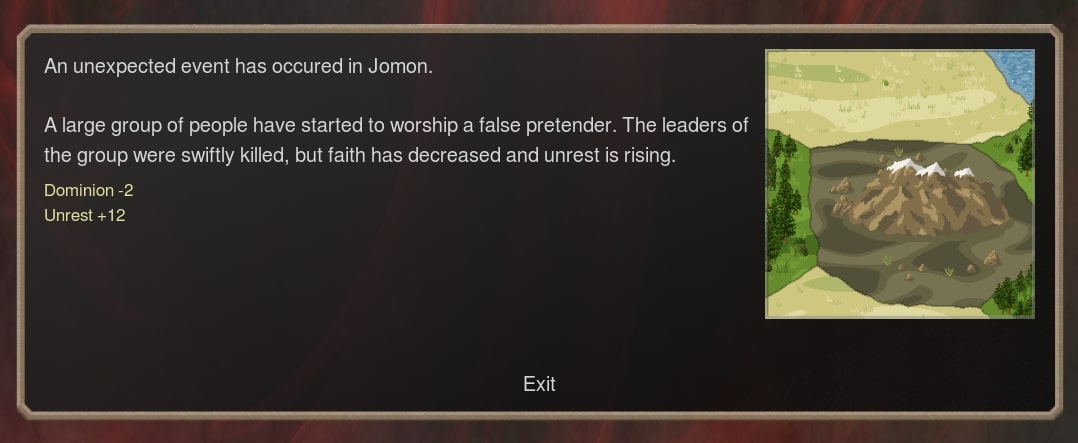 An unexpected event has occured in Jomon.
A large group of people have started to worship a false pretender. The leaders of
the group were swiftly killed, but faith has decreased and unrest is rising.
Dominion -2
Unrest +12
Exit